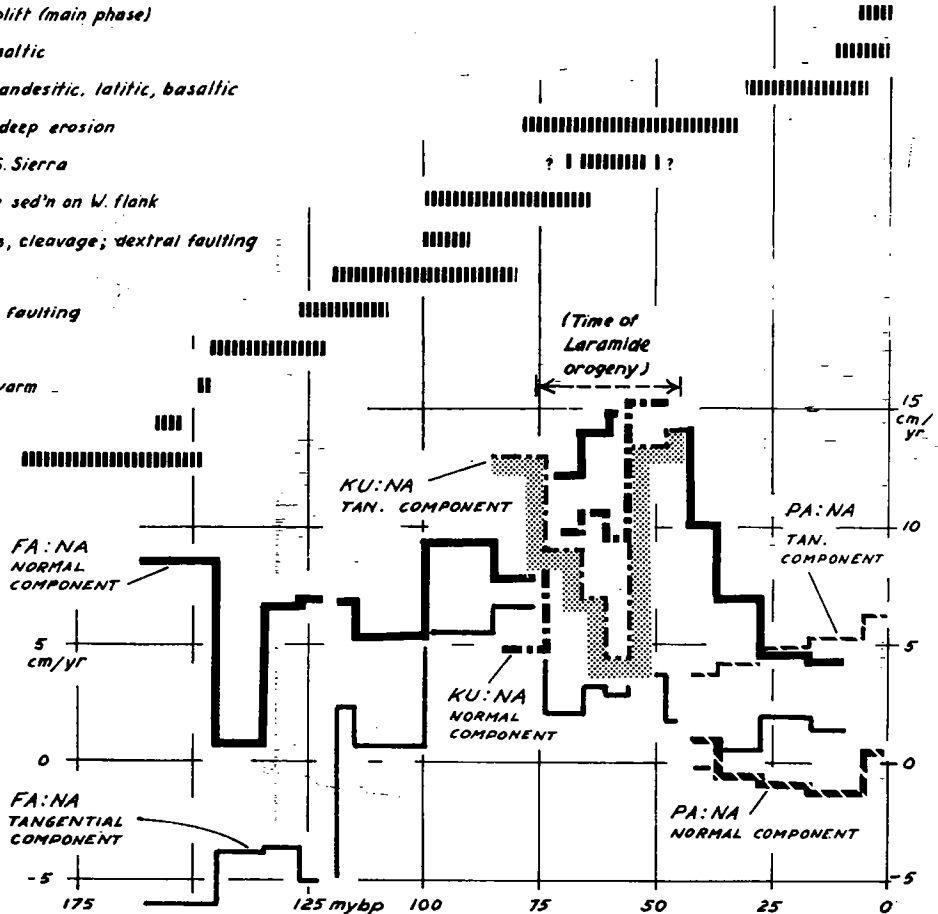 plift (main phase)
saltic
andesitic, latitic, basaltic
deep erosion
S. Sierra
? ?
sed'n on W. flank
s, cleavage; dextral faulting
faulting
warm
(Time of
Laramide
orogeny)
15
cm/
yr
KU:NA
TAN. COMPONENT
PA:NA
TAN.
COMPONENT
10
FA:NA
NORMAL
COMPONENT
5
cm/yr
5
KU:NA
NORMAL
COMPONENT
0
0
FA:NA
TANGENTIAL
COMPONENT
PA:NA
NORMAL COMPONENT
-5
-5
175 125 mybp 100 75 50 25 0